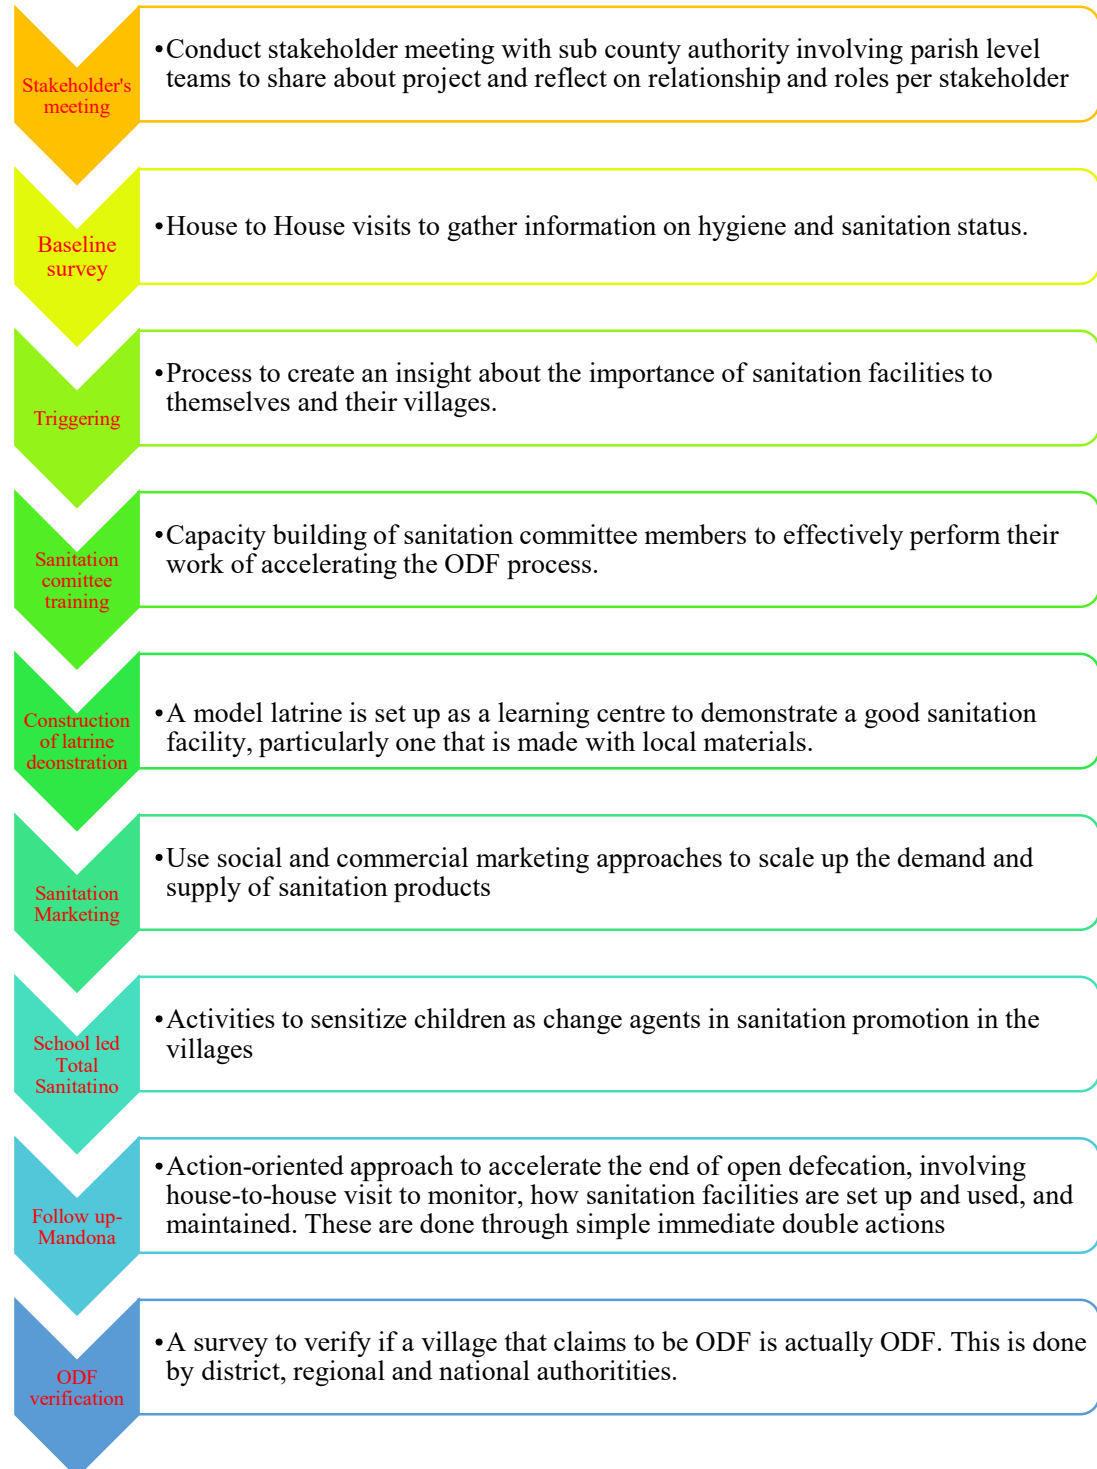 Stakeholder's
meeting
•Conduct stakeholder meeting with sub county authority involving parish level
teams to share about project and reflect on relationship and roles per stakeholder
Baseline
survey
•House to House visits to gather information on hygiene and sanitation status.
Triggering
•Process to create an insight about the importance of sanitation facilities to
themselves and their villages.
Sanitation
comittee
training
•Capacity building of sanitation committee members to effectively perform their
work of accelerating the ODF process.
Construction
of latrine
deonstration
•A model latrine is set up as a learning centre to demonstrate a good sanitation
facility, particularly one that is made with local materials.
Sanitation
Marketing
•Use social and commercial marketing approaches to scale up the demand and
supply of sanitation products
School led
Total
Sanitatino
•Activities to sensitize children as change agents in sanitation promotion in the
villages
Follow up-
Mandona
•Action-oriented approach to accelerate the end of open defecation, involving
house-to-house visit to monitor, how sanitation facilities are set up and used, and
maintained. These are done through simple immediate double actions
ODF
verification
•A survey to verify if a village that claims to be ODF is actually ODF. This is done
by district, regional and national authoritities.